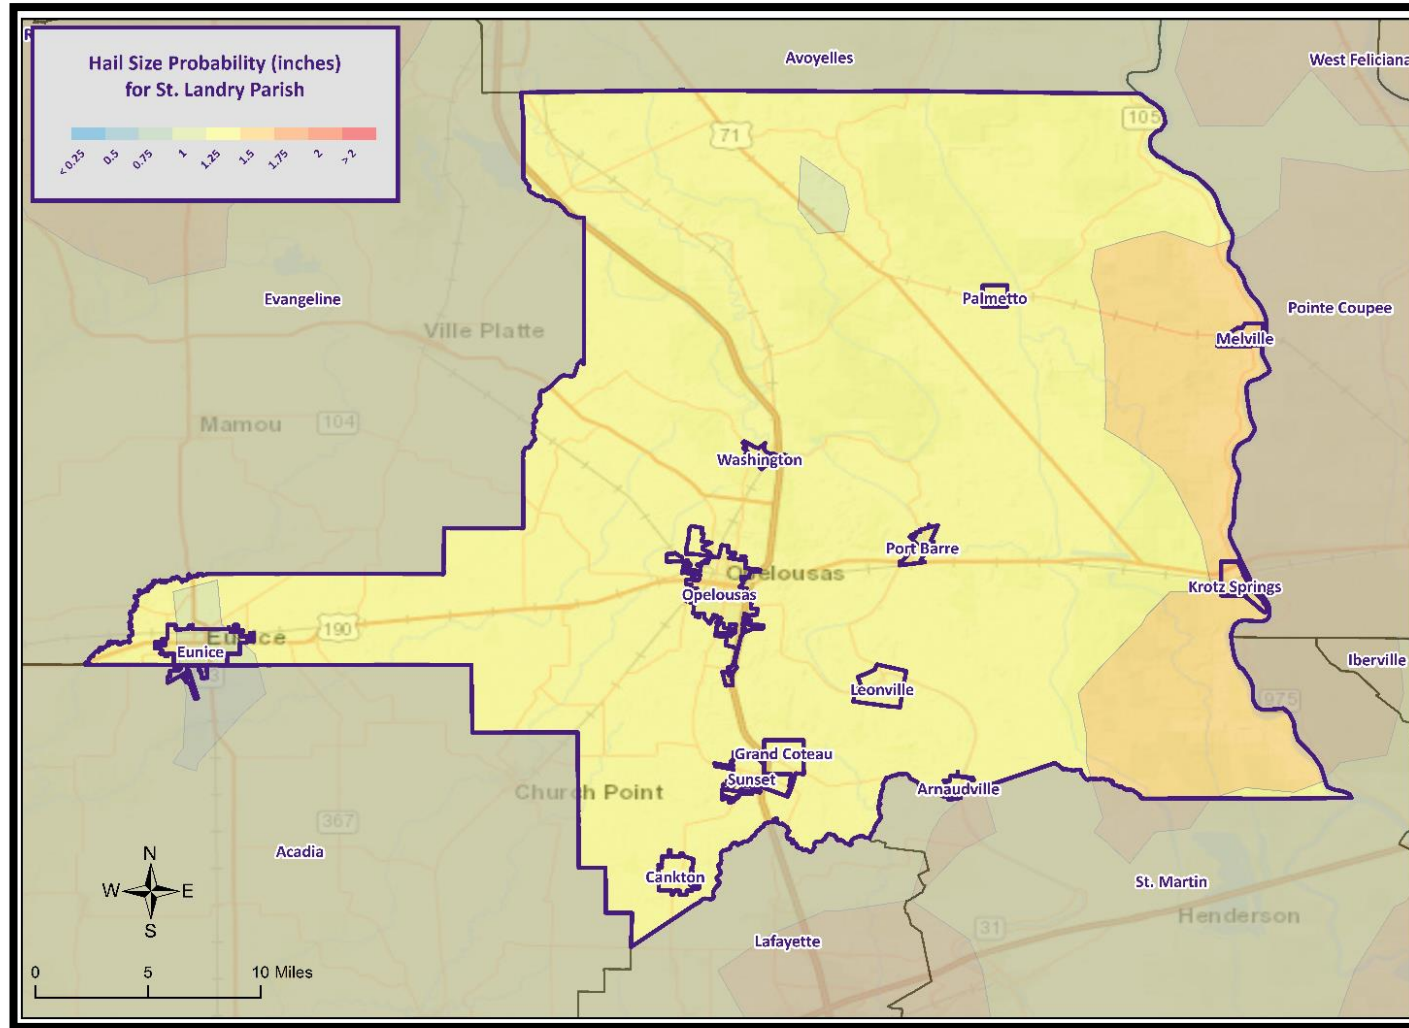 Hail Size Probability (inches)
for St. Landry Parish
< 0.25
0.5
0.75
1
1.25
1.5
1.75
2
> 2
R
Avoyelles
West Feliciana
71
105
Evangeline
Ville Platte
Palmetto
Pointe Coupee
Melville
Mamou
104
Washington
Port Barre
Opelousas
Opelousas
Krotz Springs
190
Eunice
Eunice
Iberville
3
Leonville
975
Grand Coteau
Sunset
Church Point
Arnaudville
367
Acadia
Cankton
St. Martin
Henderson
31
Lafayette
N
W
E
S
0
5
10 Miles